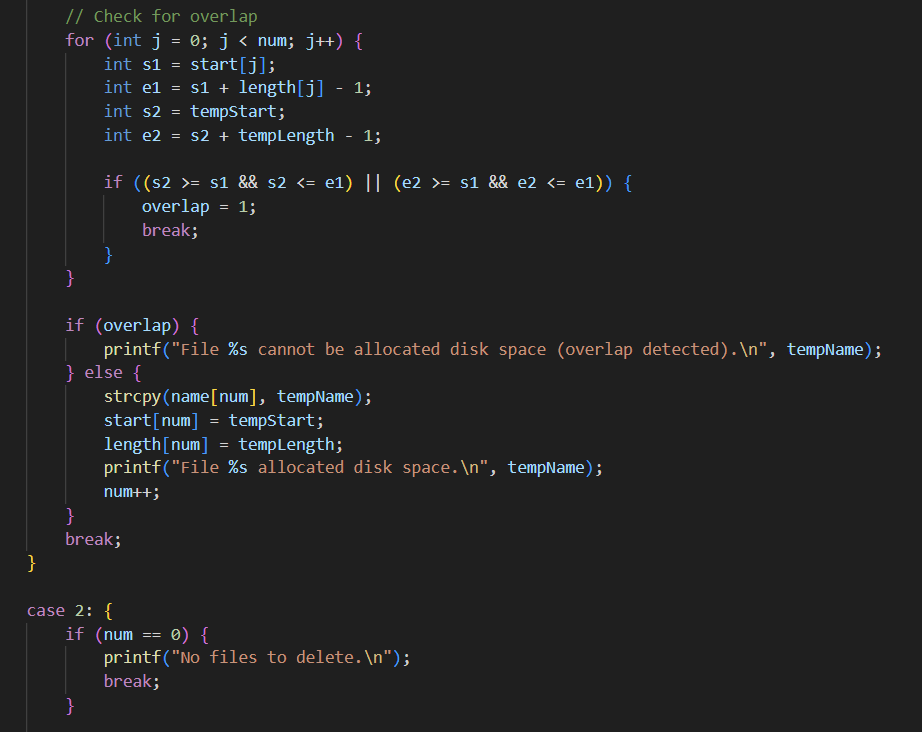 // Check for overlap
for (int j = 0; j < num; j++) {
int s1 = start[j];
int e1 = s1 + length[j] - 1;
int s2 = tempStart;
int e2 = s2 + tempLength - 1;
if ((s2 >= s1 && s2 <= e1) || (e2 >= s1 && e2 <= e1)) {
overlap = 1;
break;
}
}
if (overlap) {
printf("File %s cannot be allocated disk space (overlap detected).\n", tempName);
} else {
strcpy(name[num], tempName);
start[num] = tempStart;
length[num] = tempLength;
printf("File %s allocated disk space.\n", tempName);
num++;
}
break;
}
case 2: {
if (num == 0) {
printf("No files to delete.\n");
break;
}